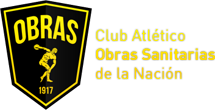 OBRAS
1917
Club Atlético
Obras Sanitarias
de la Nación